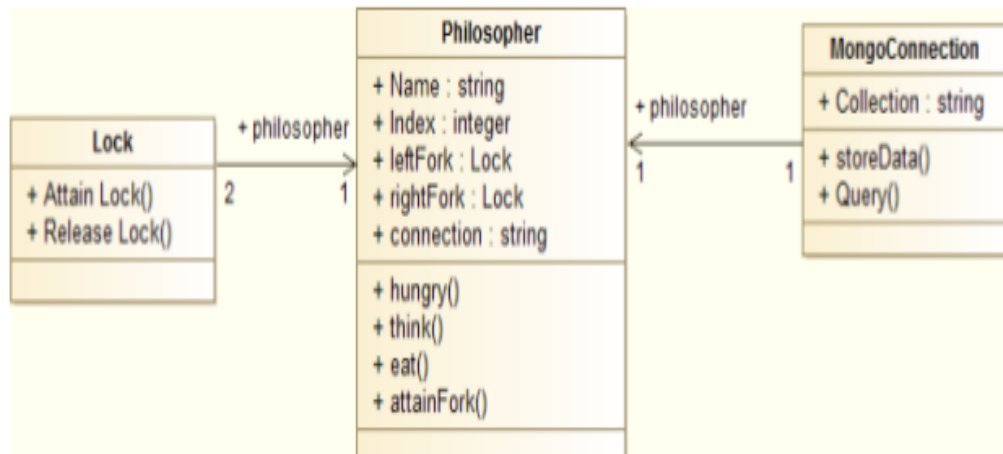 Lock
+ Attain Lock()
+ Release Lock()
+ philosopher
2
1
Philosopher
+ Name : string
+ Index : integer
+ leftFork : Lock
+ rightFork : Lock
+ connection : string
+ hungry()
+ think()
+ eat()
+ attainFork()
+ philosopher
1
1
MongoConnection
+ Collection : string
+ storeData()
+ Query()